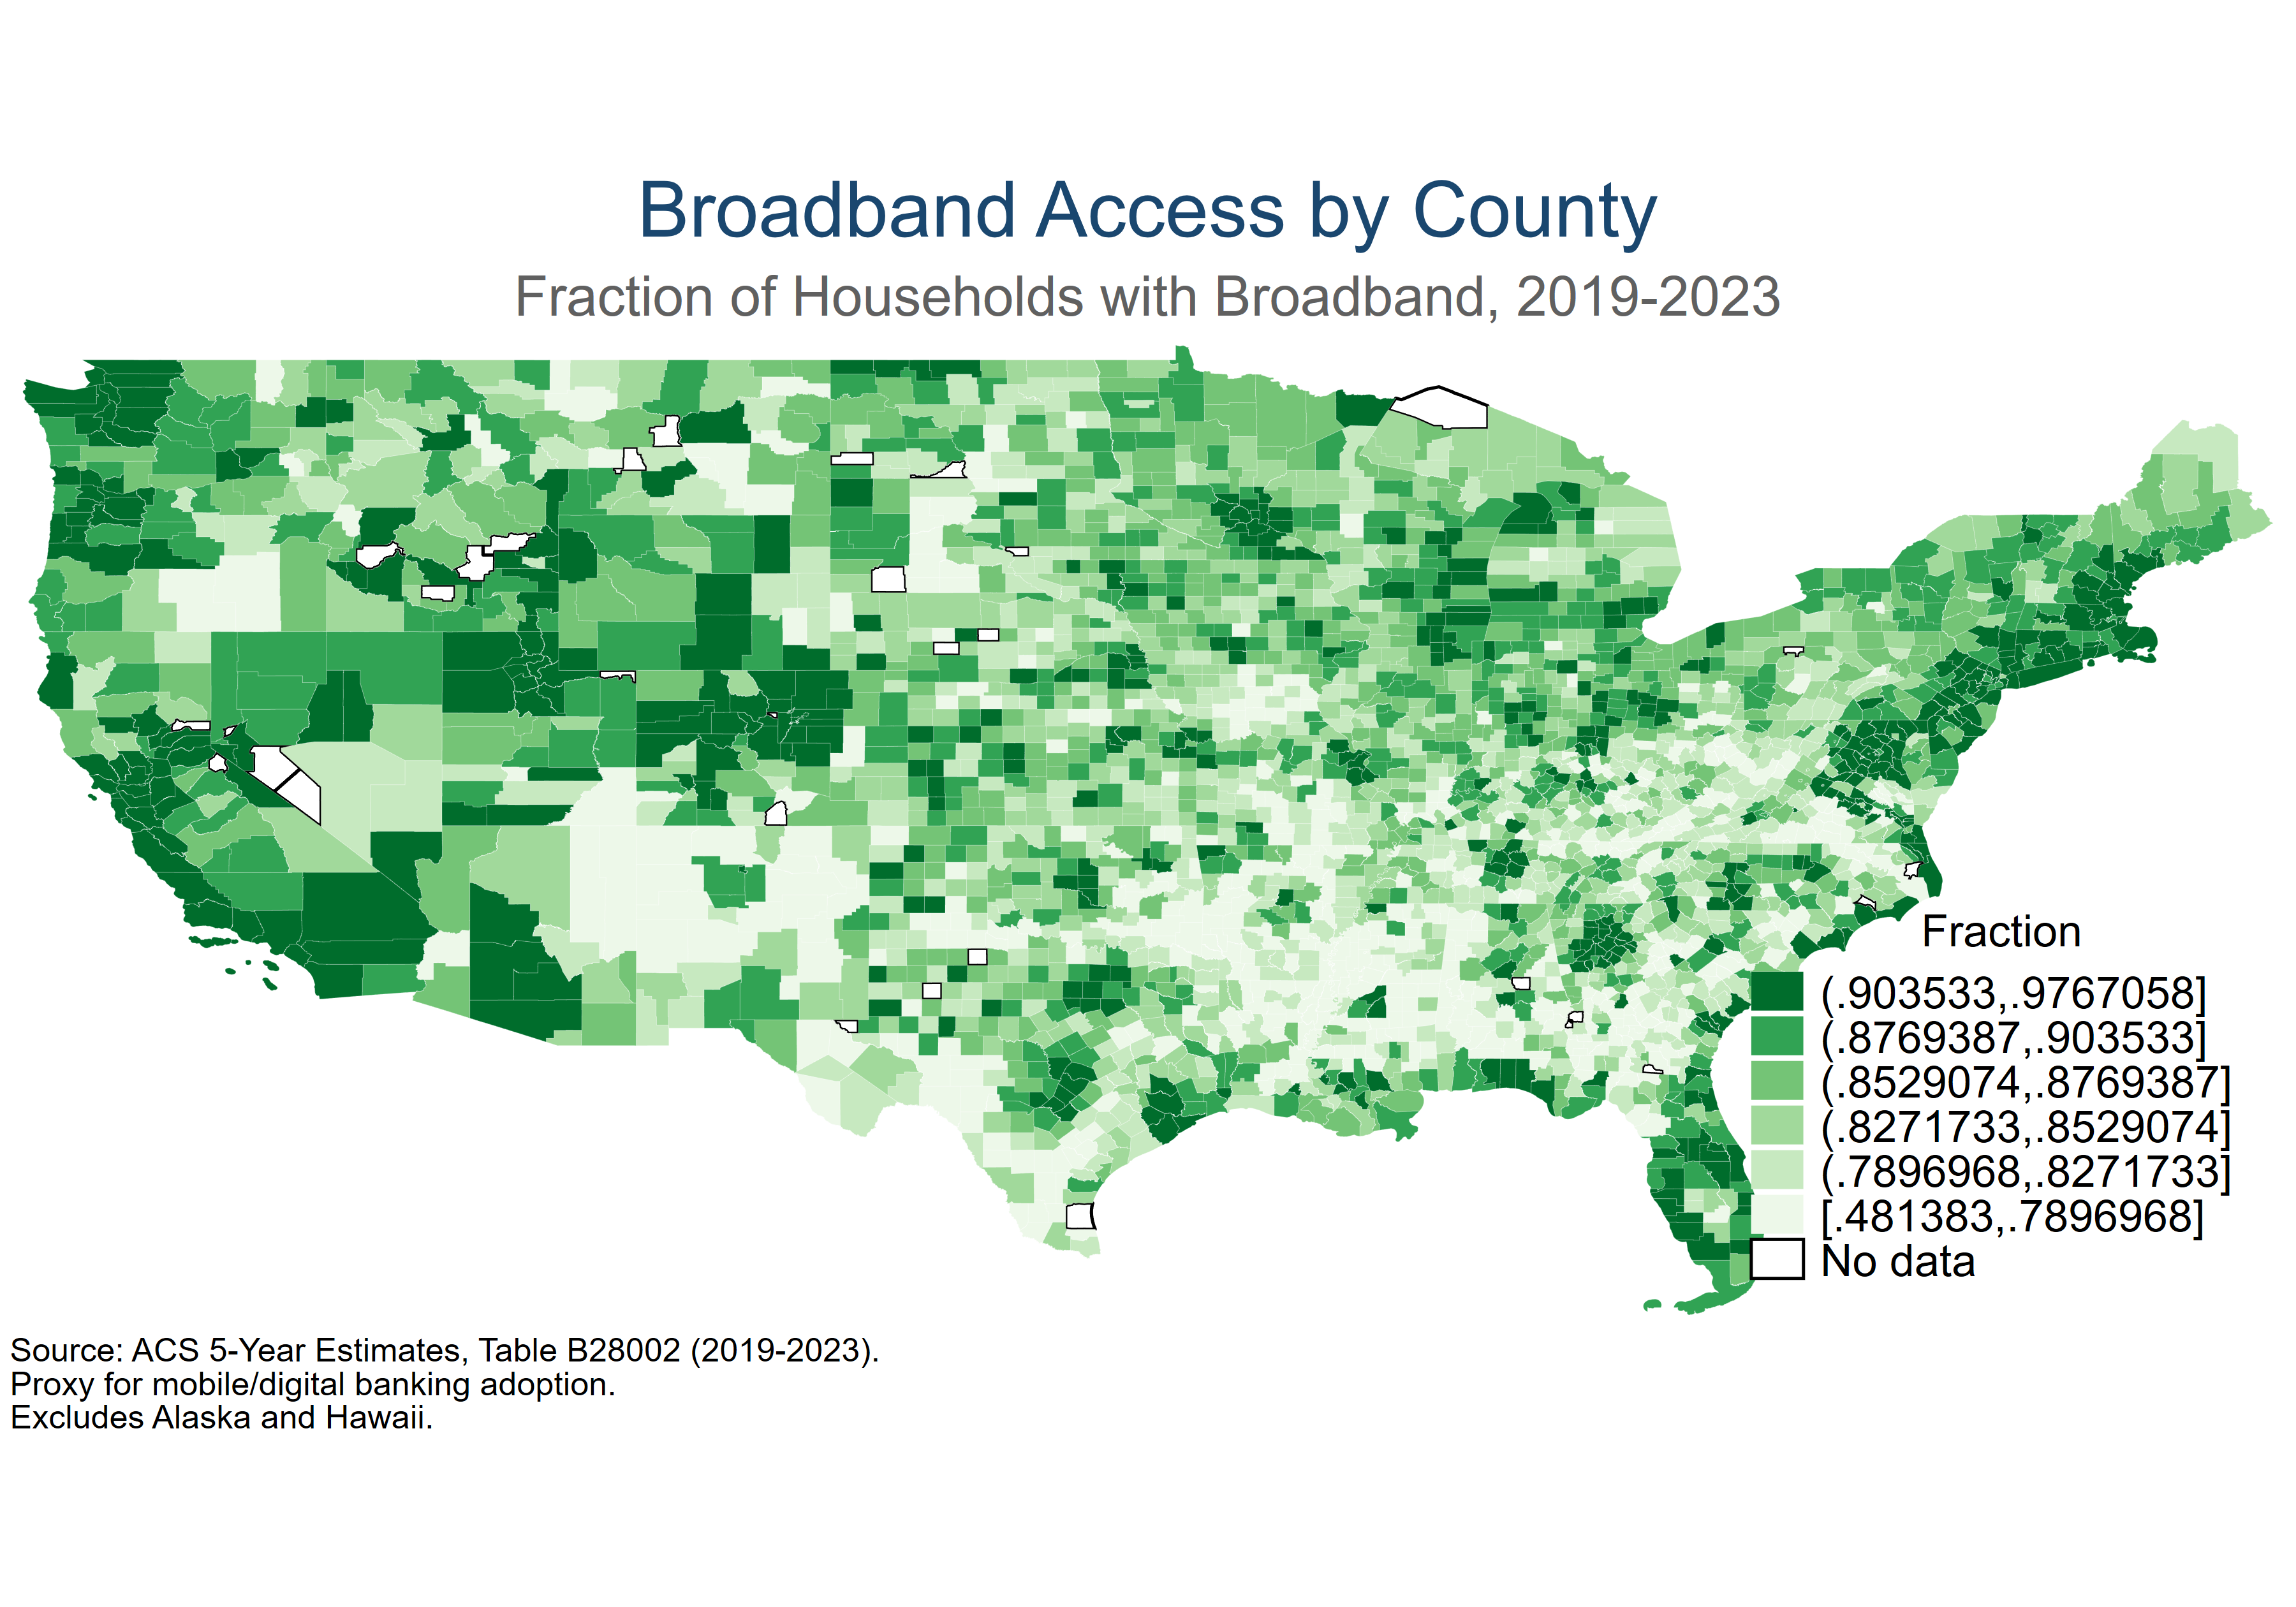 Broadband Access by County
Fraction of Households with Broadband, 2019-2023
Fraction
(.903533,.9767058]
(.8769387,.903533]
(.8529074,.8769387]
(.8271733,.8529074]
(.7896968,.8271733]
[.481383,.7896968]
No data
Source: ACS 5-Year Estimates, Table B28002 (2019-2023).
Proxy for mobile/digital banking adoption.
Excludes Alaska and Hawaii.